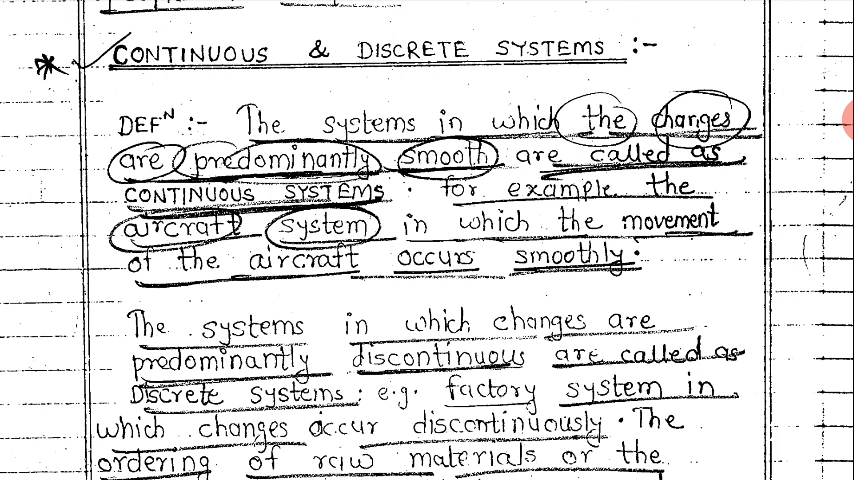 CONTINUOUS & DISCRETE SYSTEMS :-
DEFN :- The systems in which the changes
are predominantly smooth are called as
CONTINUOUS SYSTEMS. for example the
aircraft system in which the movement
of the aircraft occurs smoothly.
The systems in which changes are
predominantly discontinuous are called as
Discrete systems: e.g. factory system in
which changes occur discontinuously. The
ordering of raw materials or the